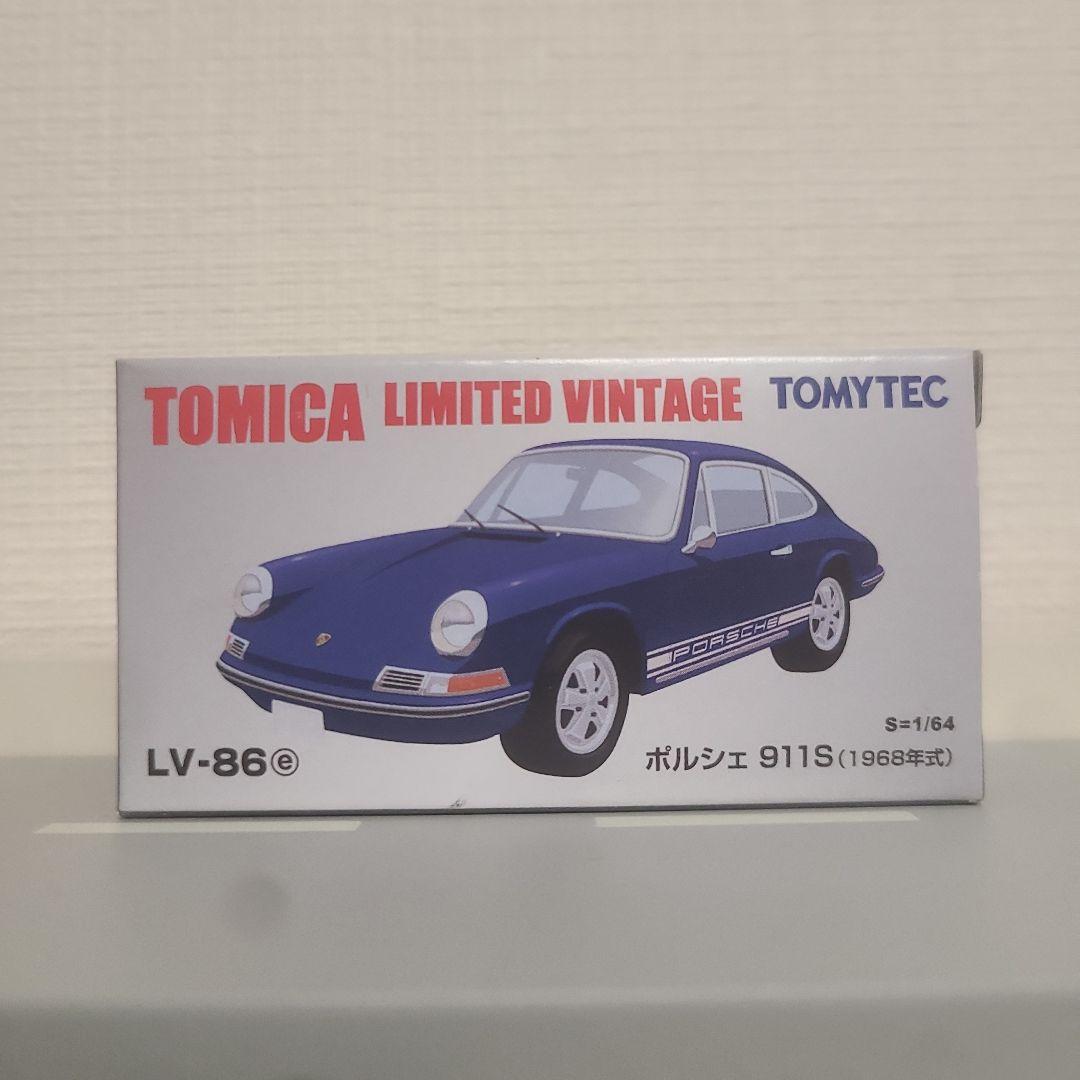 TOMICA LIMITED VINTAGE TOMYTEC
PORSCHE
S=1/64
LV-86ⓔ ポルシェ 911S(1968年式)